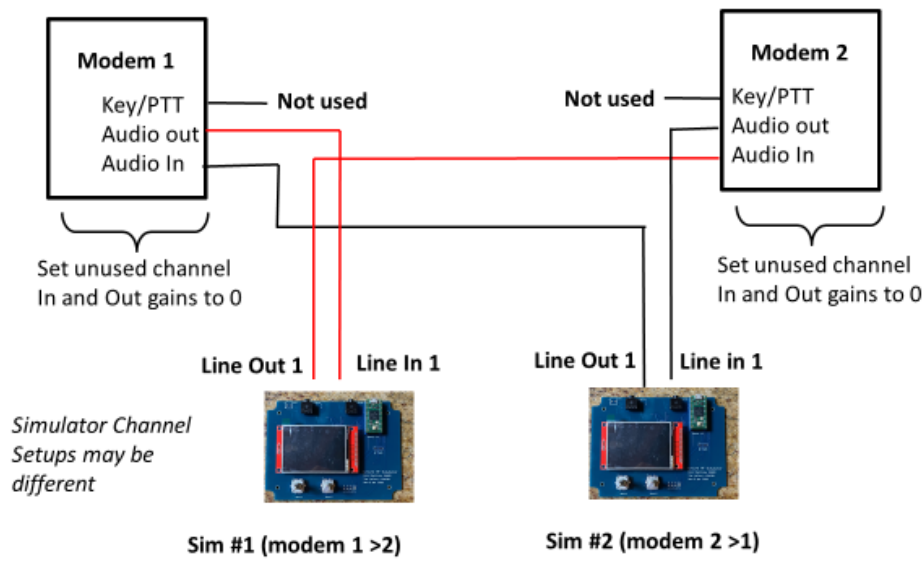 Modem 1
Key/PTT
Audio out
Audio In
Not used
Modem 2
Not used
Key/PTT
Audio out
Audio In
Set unused channel
In and Out gains to 0
Set unused channel
In and Out gains to 0
Line Out 1
Line In 1
Line Out 1
Line in 1
Simulator Channel
Setups may be
different
Sim #1 (modem 1 >2)
Sim #2 (modem 2 >1)